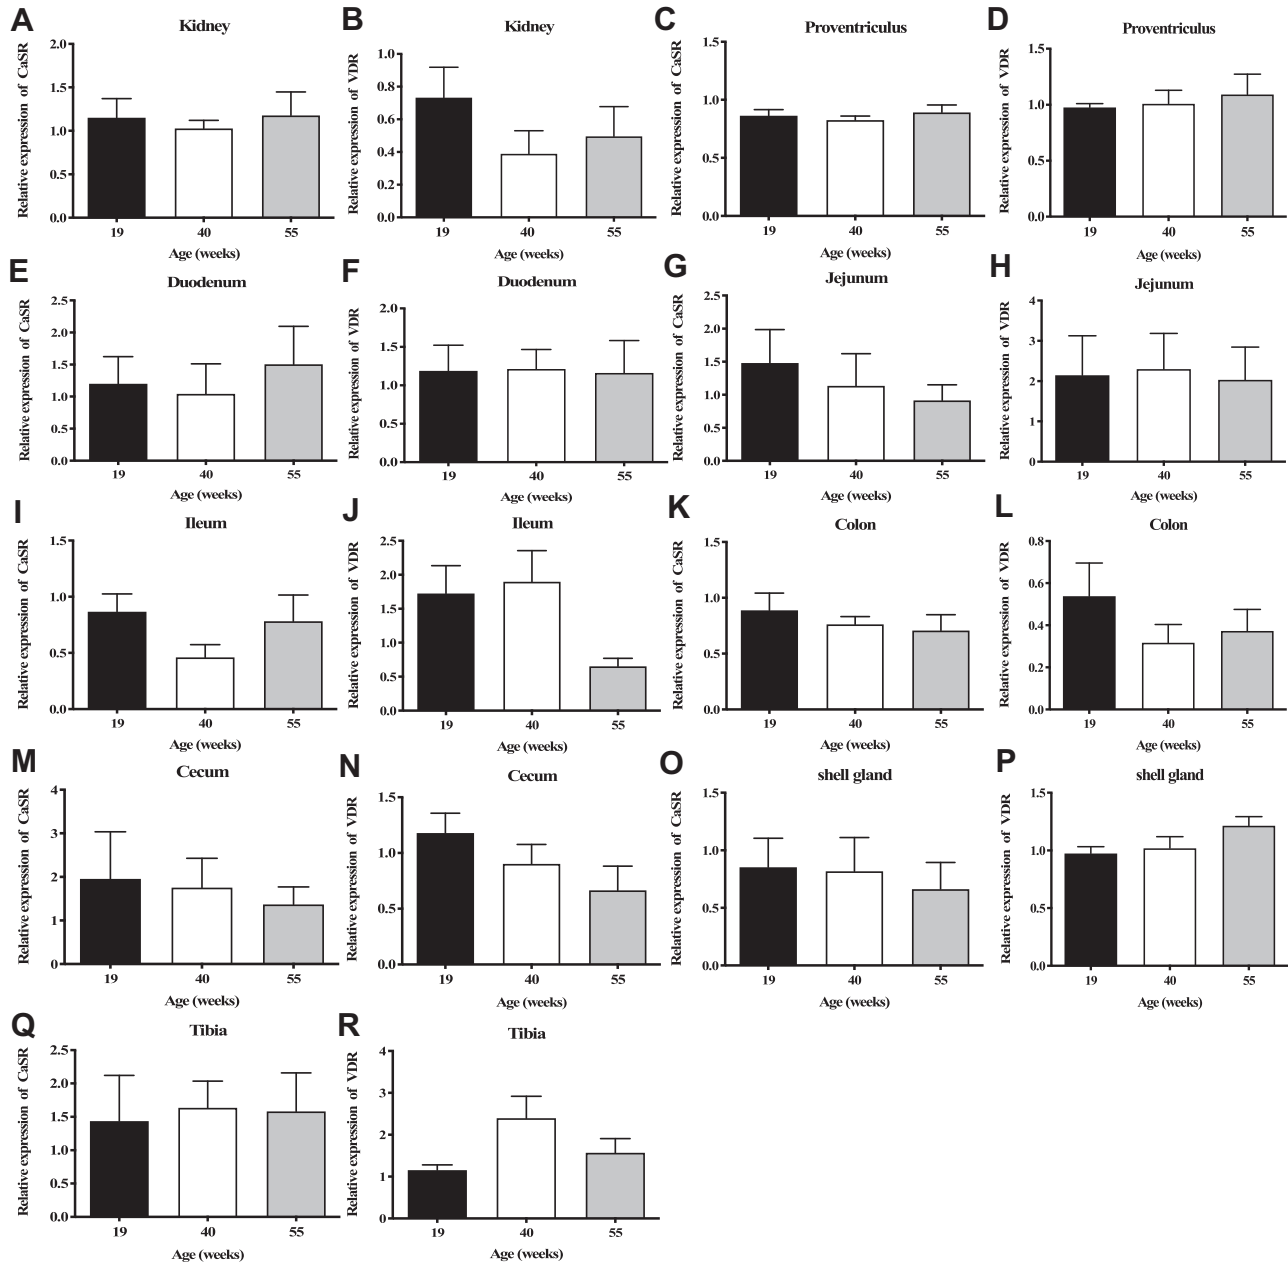 A
Kidney
Relative expression of CaSR
2.0
1.5
1.0
0.5
0.0
19 40 55
Age (weeks)
B
Kidney
Relative expression of VDR
1.0
0.8
0.6
0.4
0.2
0.0
19 40 55
Age (weeks)
C
Proventriculus
Relative expression of CaSR
1.5
1.0
0.5
0.0
19 40 55
Age (weeks)
D
Proventriculus
Relative expression of VDR
1.5
1.0
0.5
0.0
19 40 55
Age (weeks)
E
Duodenum
Relative expression of CaSR
2.5
2.0
1.5
1.0
0.5
0.0
19 40 55
Age (weeks)
F
Duodenum
Relative expression of VDR
2.0
1.5
1.0
0.5
0.0
19 40 55
Age (weeks)
G
Jejunum
Relative expression of CaSR
2.5
2.0
1.5
1.0
0.5
0.0
19 40 55
Age (weeks)
H
Jejunum
Relative expression of VDR
4
3
2
1
0
19 40 55
Age (weeks)
I
Ileum
Relative expression of CaSR
1.5
1.0
0.5
0.0
19 40 55
Age (weeks)
J
Ileum
Relative expression of VDR
2.5
2.0
1.5
1.0
0.5
0.0
19 40 55
Age (weeks)
K
Colon
Relative expression of CaSR
1.5
1.0
0.5
0.0
19 40 55
Age (weeks)
L
Colon
Relative expression of VDR
0.8
0.6
0.4
0.2
0.0
19 40 55
Age (weeks)
M
Cecum
Relative expression of CaSR
4
3
2
1
0
19 40 55
Age (weeks)
N
Cecum
Relative expression of VDR
1.5
1.0
0.5
0.0
19 40 55
Age (weeks)
O
shell gland
Relative expression of CaSR
1.5
1.0
0.5
0.0
19 40 55
Age (weeks)
P
shell gland
Relative expression of VDR
1.5
1.0
0.5
0.0
19 40 55
Age (weeks)
Q
Tibia
Relative expression of CaSR
2.5
2.0
1.5
1.0
0.5
0.0
19 40 55
Age (weeks)
R
Tibia
Relative expression of VDR
4
3
2
1
0
19 40 55
Age (weeks)